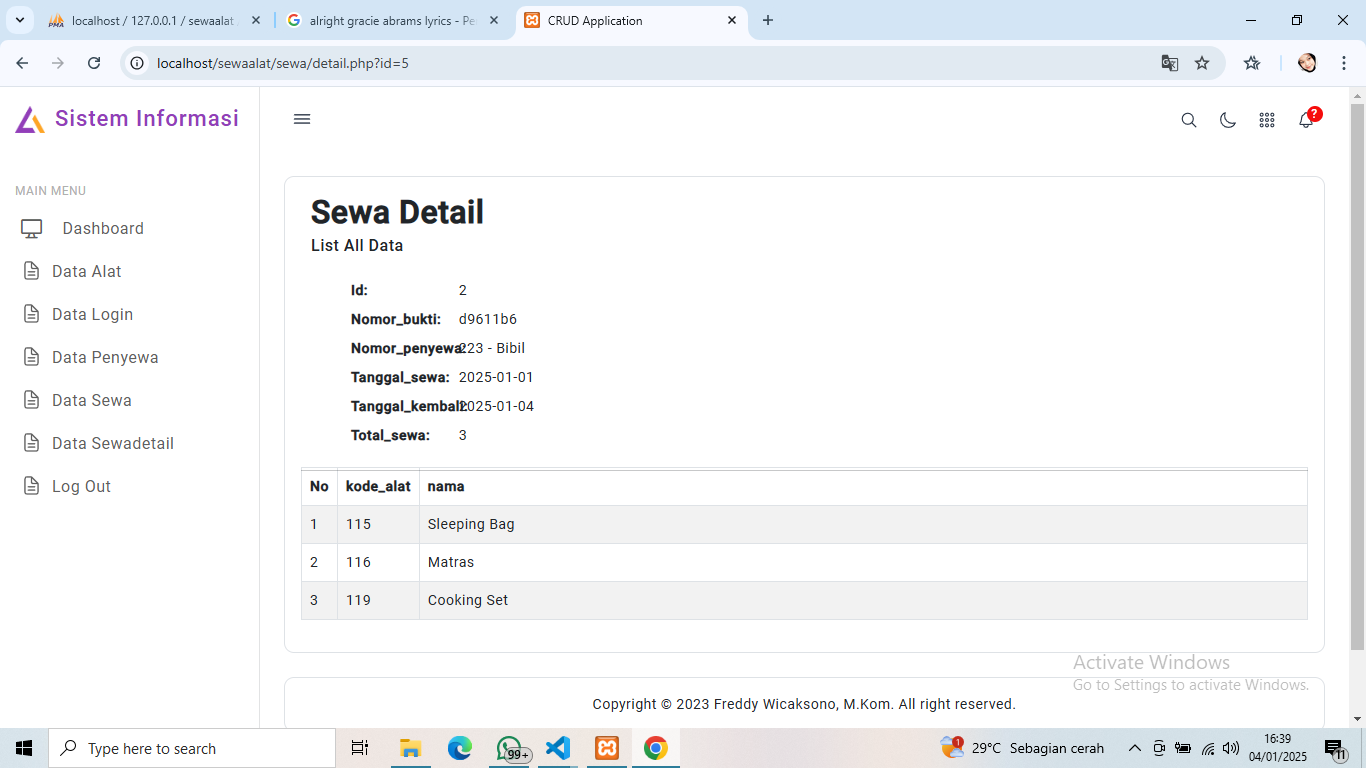 localhost / 127.0.0.1 / sewaalat
alright gracie abrams lyrics - Pe
CRUD Application
localhost/sewaalat/sewa/detail.php?id=5
Sistem Informasi
?
MAIN MENU
Dashboard
Data Alat
Data Login
Data Penyewa
Data Sewa
Data Sewadetail
Log Out
Sewa Detail
List All Data
Id: 2
Nomor_bukti: d9611b6
Nomor_penyewa: 223 - Bibil
Tanggal_sewa: 2025-01-01
Tanggal_kembali: 2025-01-04
Total_sewa: 3
No kode_alat nama
1 115 Sleeping Bag
2 116 Matras
3 119 Cooking Set
Activate Windows
Go to Settings to activate Windows.
Copyright © 2023 Freddy Wicaksono, M.Kom. All right reserved.
Type here to search
99+
1
29°C Sebagian cerah
16:39
04/01/2025
11